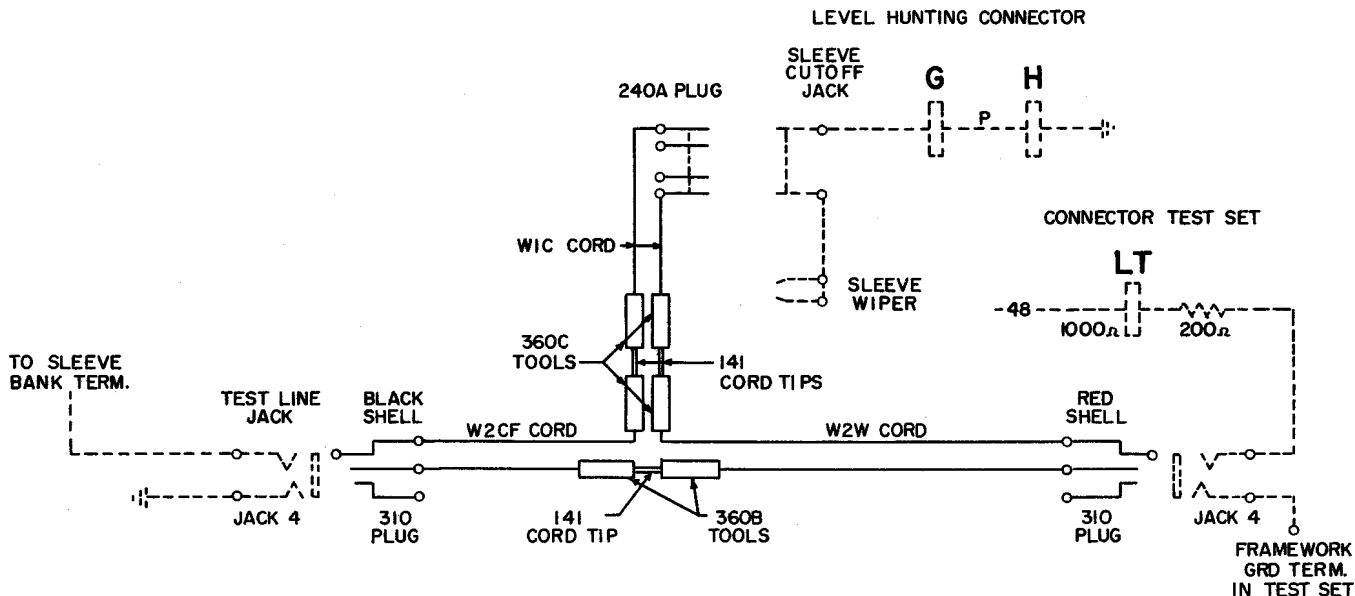 LEVEL HUNTING CONNECTOR
SLEEVE
CUTOFF
JACK
G
H
240A PLUG
P
W1C CORD
CONNECTOR TEST SET
LT
SLEEVE
WIPER
-48
1000Ω
200Ω
360C
TOOLS
141
CORD TIPS
TO SLEEVE
BANK TERM.
TEST LINE
JACK
BLACK
SHELL
RED
SHELL
W2CF CORD
W2W CORD
JACK 4
310
PLUG
141
CORD TIP
360B
TOOLS
310
PLUG
JACK 4
FRAMEWORK
GRD TERM.
IN TEST SET